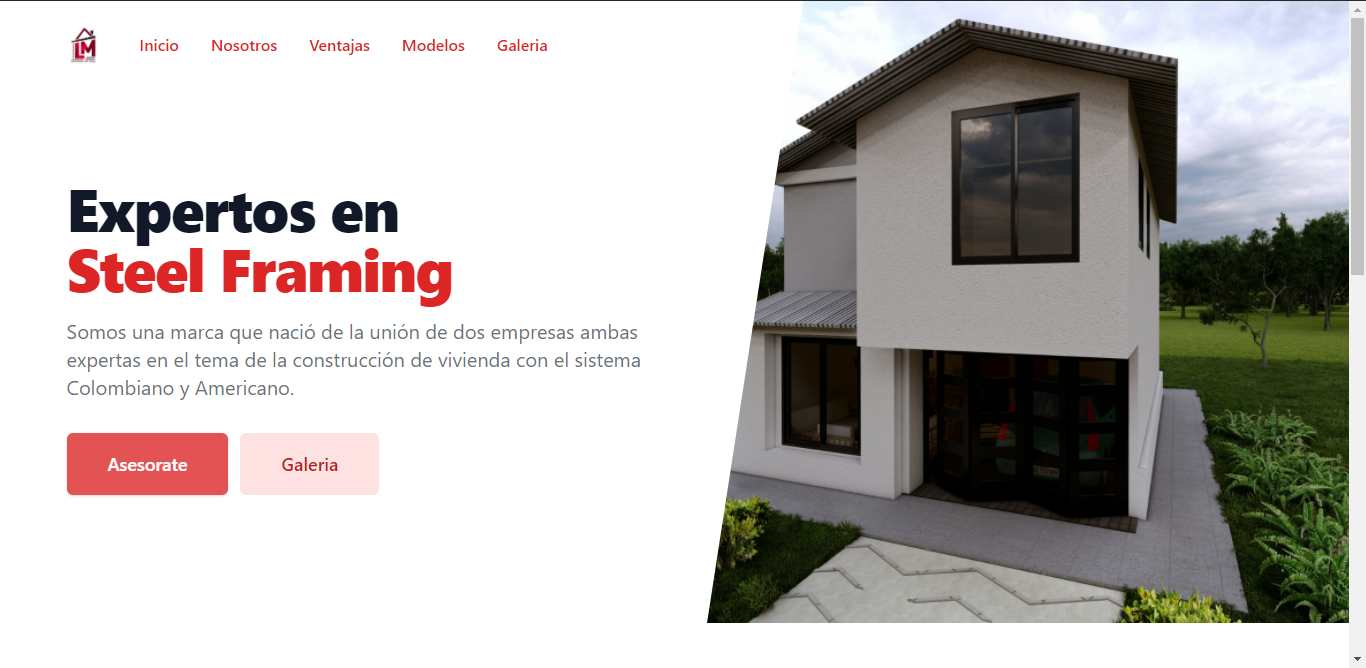 LM
Inicio Nosotros Ventajas Modelos Galeria
Expertos en
Steel Framing
Somos una marca que nació de la unión de dos empresas ambas
expertas en el tema de la construcción de vivienda con el sistema
Colombiano y Americano.
Asesorate Galeria